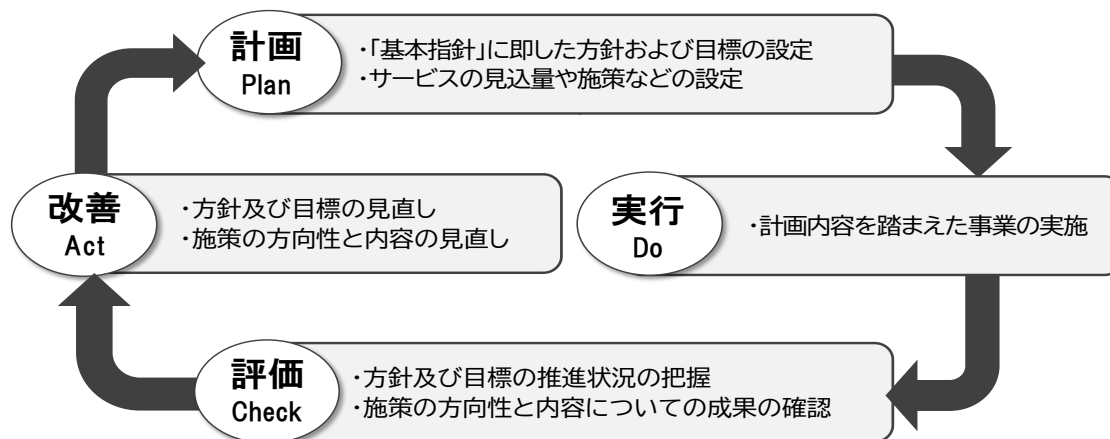 計画
Plan
・「基本指針」に即した方針および目標の設定
・サービスの見込量や施策などの設定
改善
Act
・方針及び目標の見直し
・施策の方向性と内容の見直し
実行
Do
・計画内容を踏まえた事業の実施
評価
Check
・方針及び目標の推進状況の把握
・施策の方向性と内容についての成果の確認